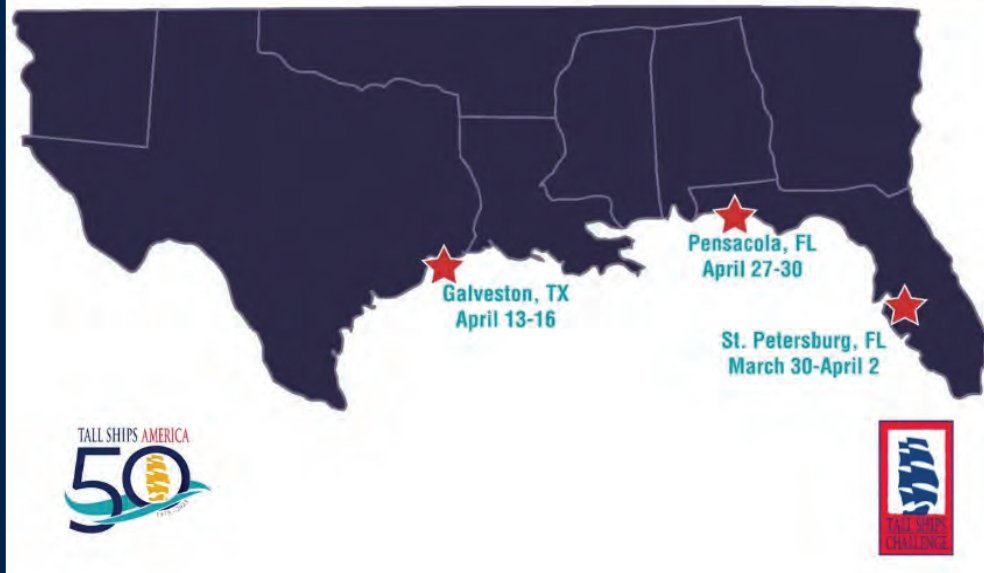 Pensacola, FL
April 27-30
Galveston, TX
April 13-16
St. Petersburg, FL
March 30-April 2
TALL SHIPS AMERICA
50
TALL SHIPS
CHALLENGE